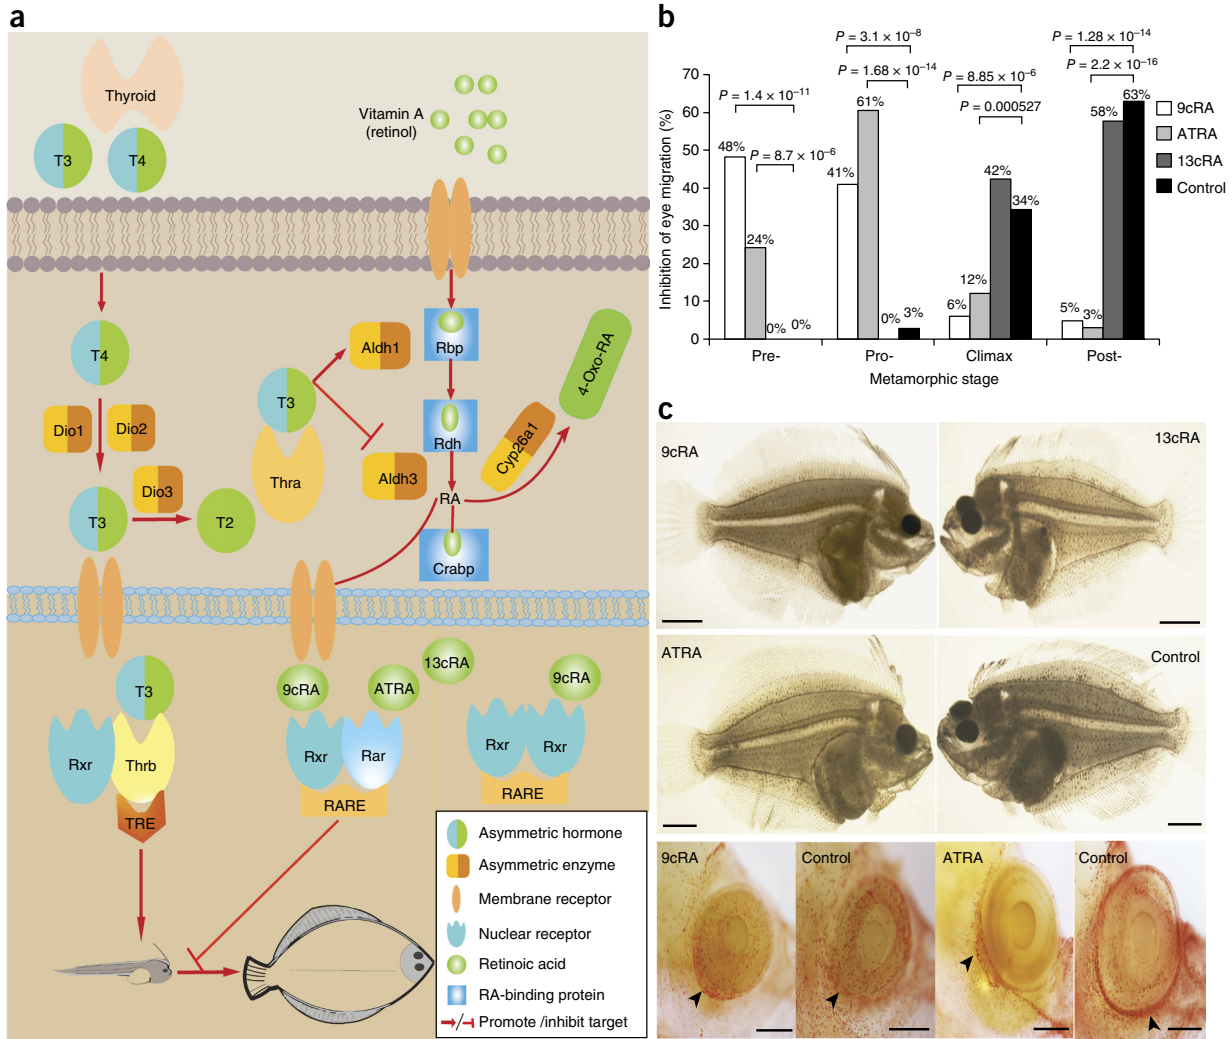 a
Thyroid
T3
T4
Vitamin A
(retinol)
T4
Dio1
Dio2
T3
Dio3
T2
T3
Thra
Aldh1
Aldh3
Rbp
Rdh
RA
Crabp
Cyp26a1
4-Oxo-RA
T3
Rxr
Thrb
TRE
9cRA
ATRA
13cRA
Rxr
Rar
RARE
9cRA
Rxr
Rxr
RARE
Asymmetric hormone
Asymmetric enzyme
Membrane receptor
Nuclear receptor
Retinoic acid
RA-binding protein
Promote /inhibit target
b
Inhibition of eye migration (%)
70
60
50
40
30
20
10
0
P = 1.4 × 10⁻¹¹
P = 8.7 × 10⁻⁶
48%
24%
0%
0%
P = 3.1 × 10⁻⁸
P = 1.68 × 10⁻¹⁴
41%
61%
0%
3%
P = 8.85 × 10⁻⁶
P = 0.000527
6%
12%
42%
34%
P = 1.28 × 10⁻¹⁴
P = 2.2 × 10⁻¹⁶
5%
3%
58%
63%
Pre-
Pro-
Climax
Post-
Metamorphic stage
9cRA
ATRA
13cRA
Control
c
9cRA
13cRA
ATRA
Control
9cRA
Control
ATRA
Control